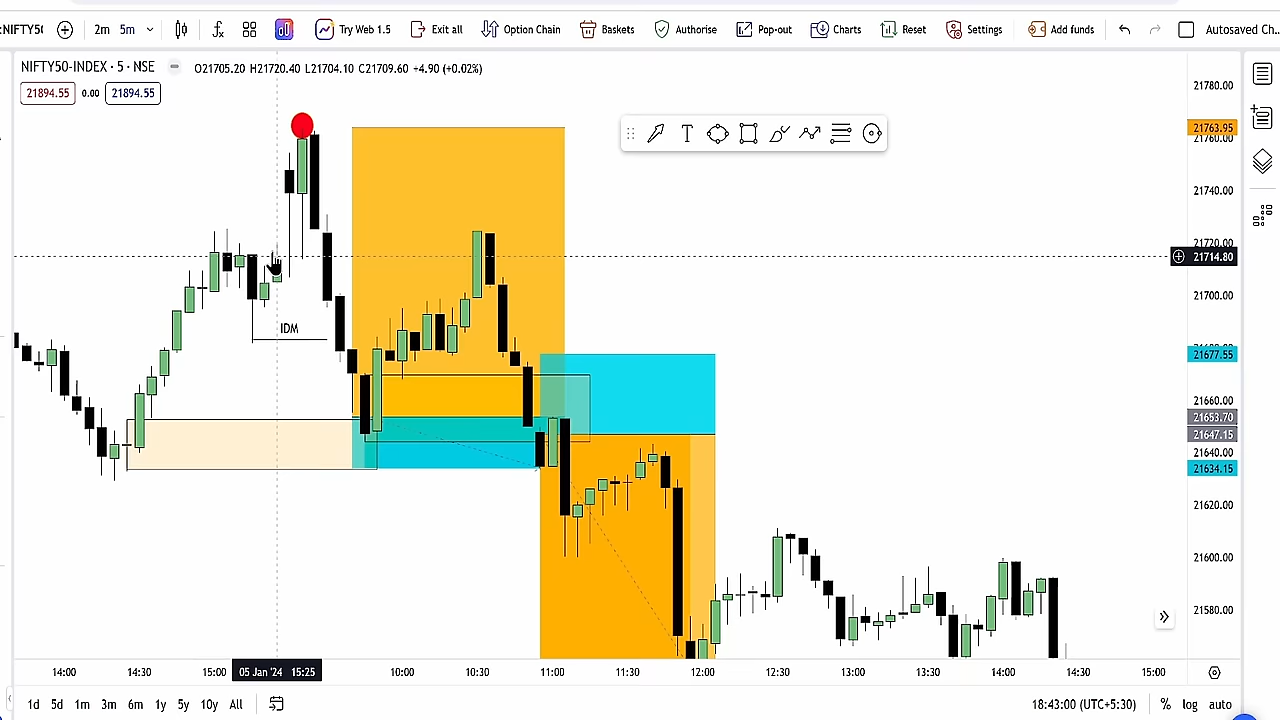 :NIFTY5( 2m 5m Try Web 1.5 Exit all Option Chain Baskets Authorise Pop-out Charts Reset Settings Add funds Autosaved Ch...
NIFTY50-INDEX · 5 · NSE O21705.20 H21720.40 L21704.10 C21709.60 +4.90 (+0.02%)
21894.55 0.00 21894.55
IDM
21780.00
21763.95
21760.00
21740.00
21720.00
21714.80
21700.00
21677.55
21660.00
21653.70
21647.15
21640.00
21634.15
21620.00
21600.00
21580.00
14:00 14:30 15:00 05 Jan '24 15:25 10:00 10:30 11:00 11:30 12:00 12:30 13:00 13:30 14:00 14:30 15:00
1d 5d 1m 3m 6m 1y 5y 10y All 18:43:00 (UTC+5:30) % log auto